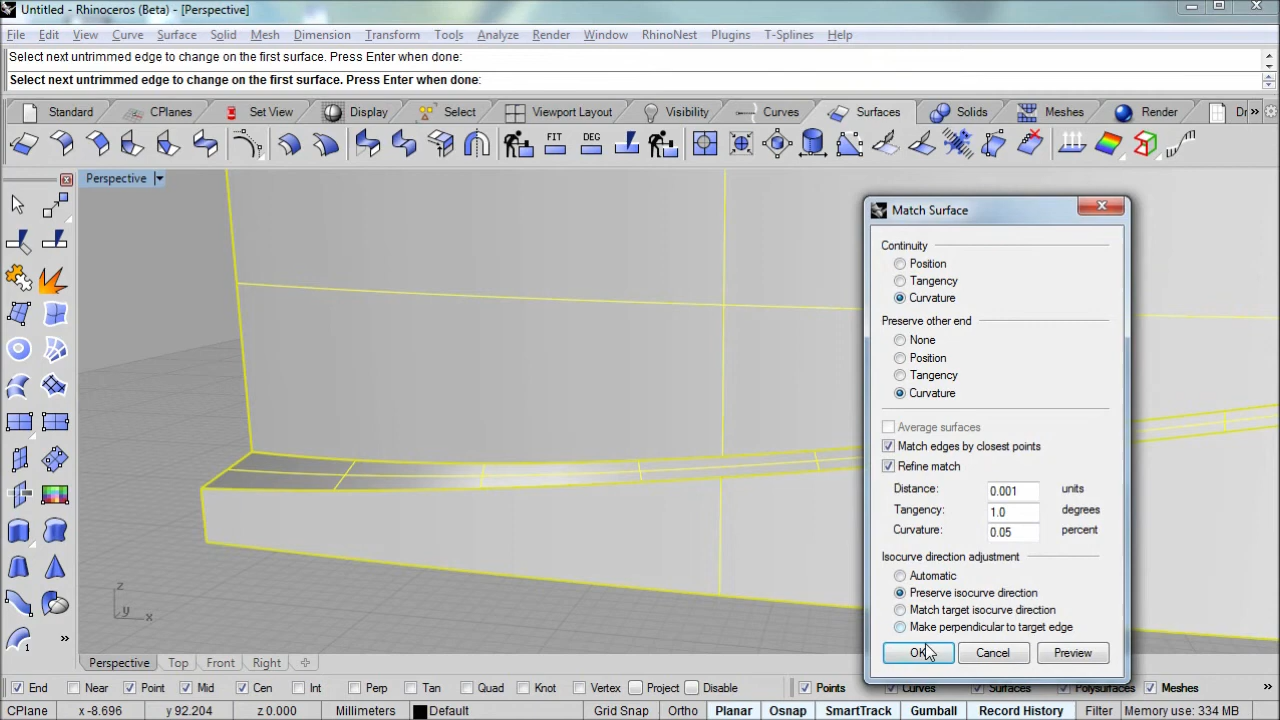 Untitled - Rhinoceros (Beta) - [Perspective]
File Edit View Curve Surface Solid Mesh Dimension Transform Tools Analyze Render Window RhinoNest Plugins T-Splines Help
Select next untrimmed edge to change on the first surface. Press Enter when done:
Select next untrimmed edge to change on the first surface. Press Enter when done:
Standard CPlanes Set View Display Select Viewport Layout Visibility Curves Surfaces Solids Meshes Render Dr
FIT DEG
Perspective
Match Surface
Continuity
Position
Tangency
Curvature
Preserve other end
None
Position
Tangency
Curvature
Average surfaces
Match edges by closest points
Refine match
Distance: 0.001 units
Tangency: 1.0 degrees
Curvature: 0.05 percent
Isocurve direction adjustment
Automatic
Preserve isocurve direction
Match target isocurve direction
Make perpendicular to target edge
OK Cancel Preview
z
y x
Perspective Top Front Right
End Near Point Mid Cen Int Perp Tan Quad Knot Vertex Project Disable Points Curves Surfaces Polysurfaces Meshes
CPlane x -8.696 y 92.204 z 0.000 Millimeters Default Grid Snap Ortho Planar Osnap SmartTrack Gumball Record History Filter Memory use: 334 MB